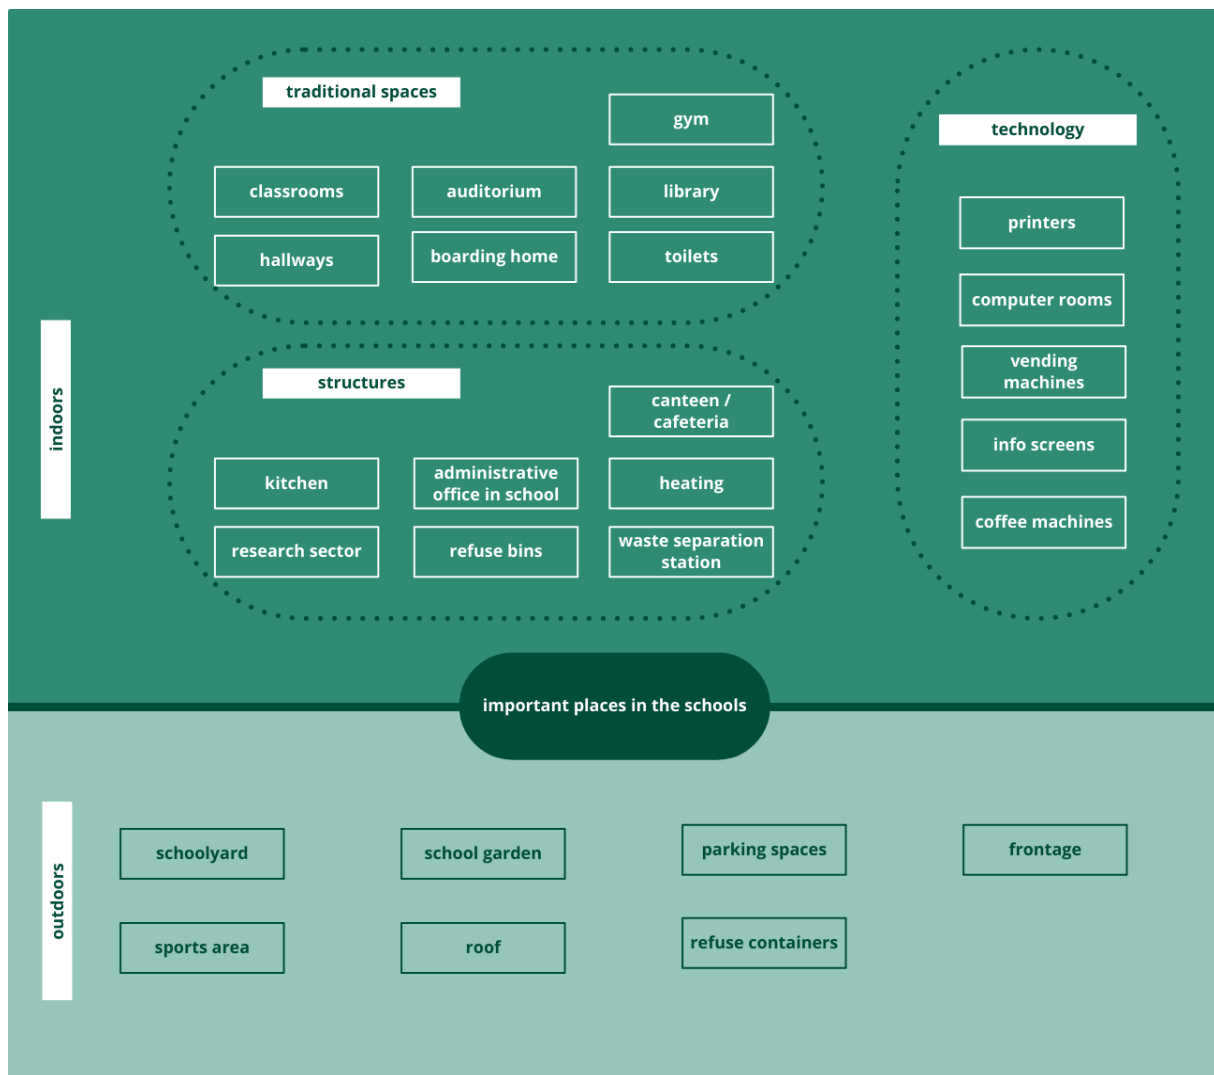 traditional spaces
gym
classrooms
auditorium
library
hallways
boarding home
toilets
technology
printers
computer rooms
vending
machines
info screens
coffee machines
indoors
structures
canteen /
cafeteria
kitchen
administrative
office in school
heating
research sector
refuse bins
waste separation
station
important places in the schools
outdoors
schoolyard
school garden
parking spaces
frontage
sports area
roof
refuse containers